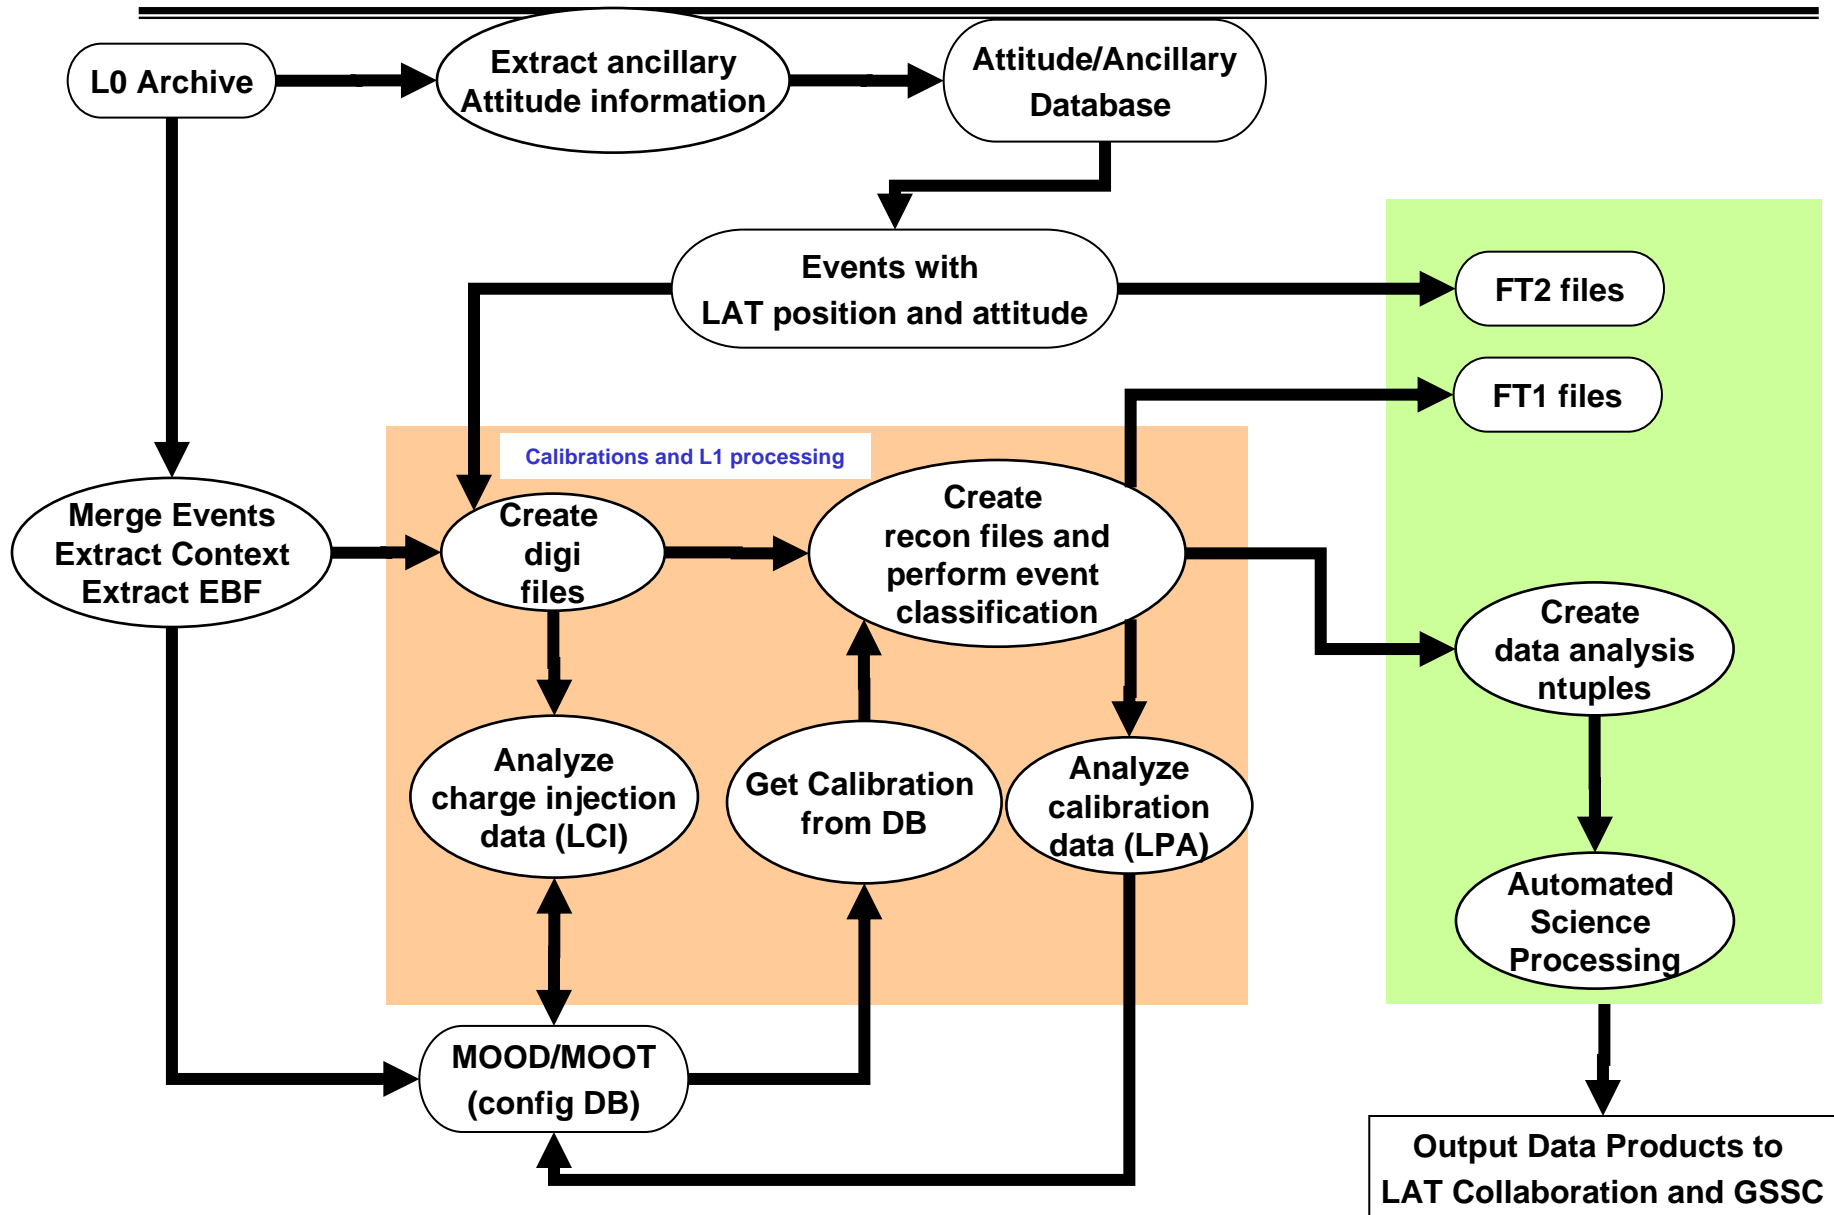 L0 Archive
Extract ancillary
Attitude information
Attitude/Ancillary
Database
Events with
LAT position and attitude
FT2 files
FT1 files
Calibrations and L1 processing
Merge Events
Extract Context
Extract EBF
Create
digi
files
Create
recon files and
perform event
classification
Create
data analysis
ntuples
Analyze
charge injection
data (LCI)
Get Calibration
from DB
Analyze
calibration
data (LPA)
Automated
Science
Processing
MOOD/MOOT
(config DB)
Output Data Products to
LAT Collaboration and GSSC